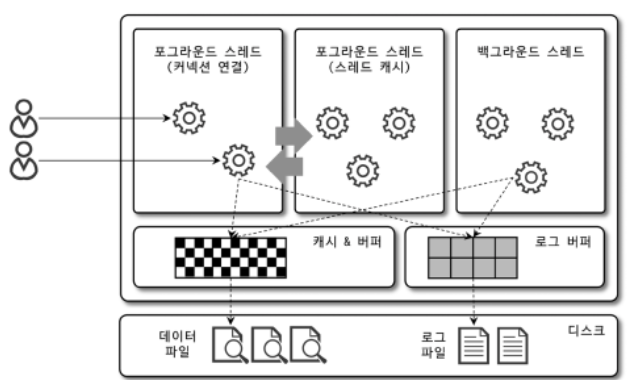 포그라운드 스레드
(커넥션 연결)
포그라운드 스레드
(스레드 캐시)
백그라운드 스레드
캐시 & 버퍼
로그 버퍼
데이터
파일
로그
파일
디스크